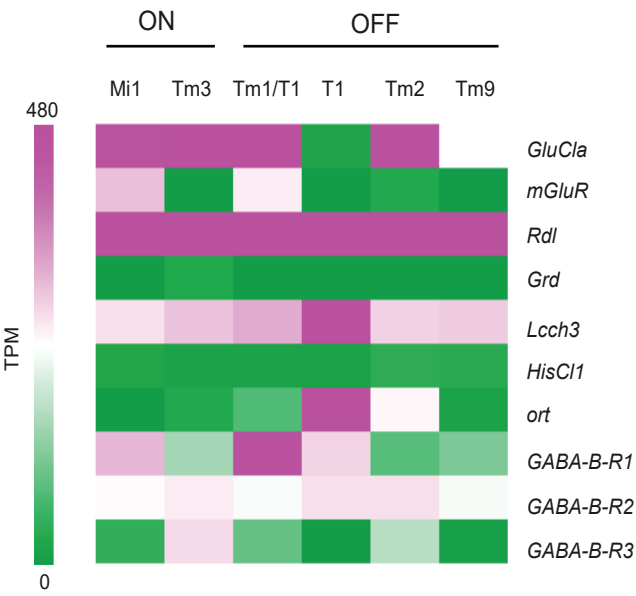 ON OFF
Mi1 Tm3 Tm1/T1 T1 Tm2 Tm9
480
GluCla
mGluR
Rdl
Grd
Lcch3
TPM
HisCl1
ort
GABA-B-R1
GABA-B-R2
GABA-B-R3
0